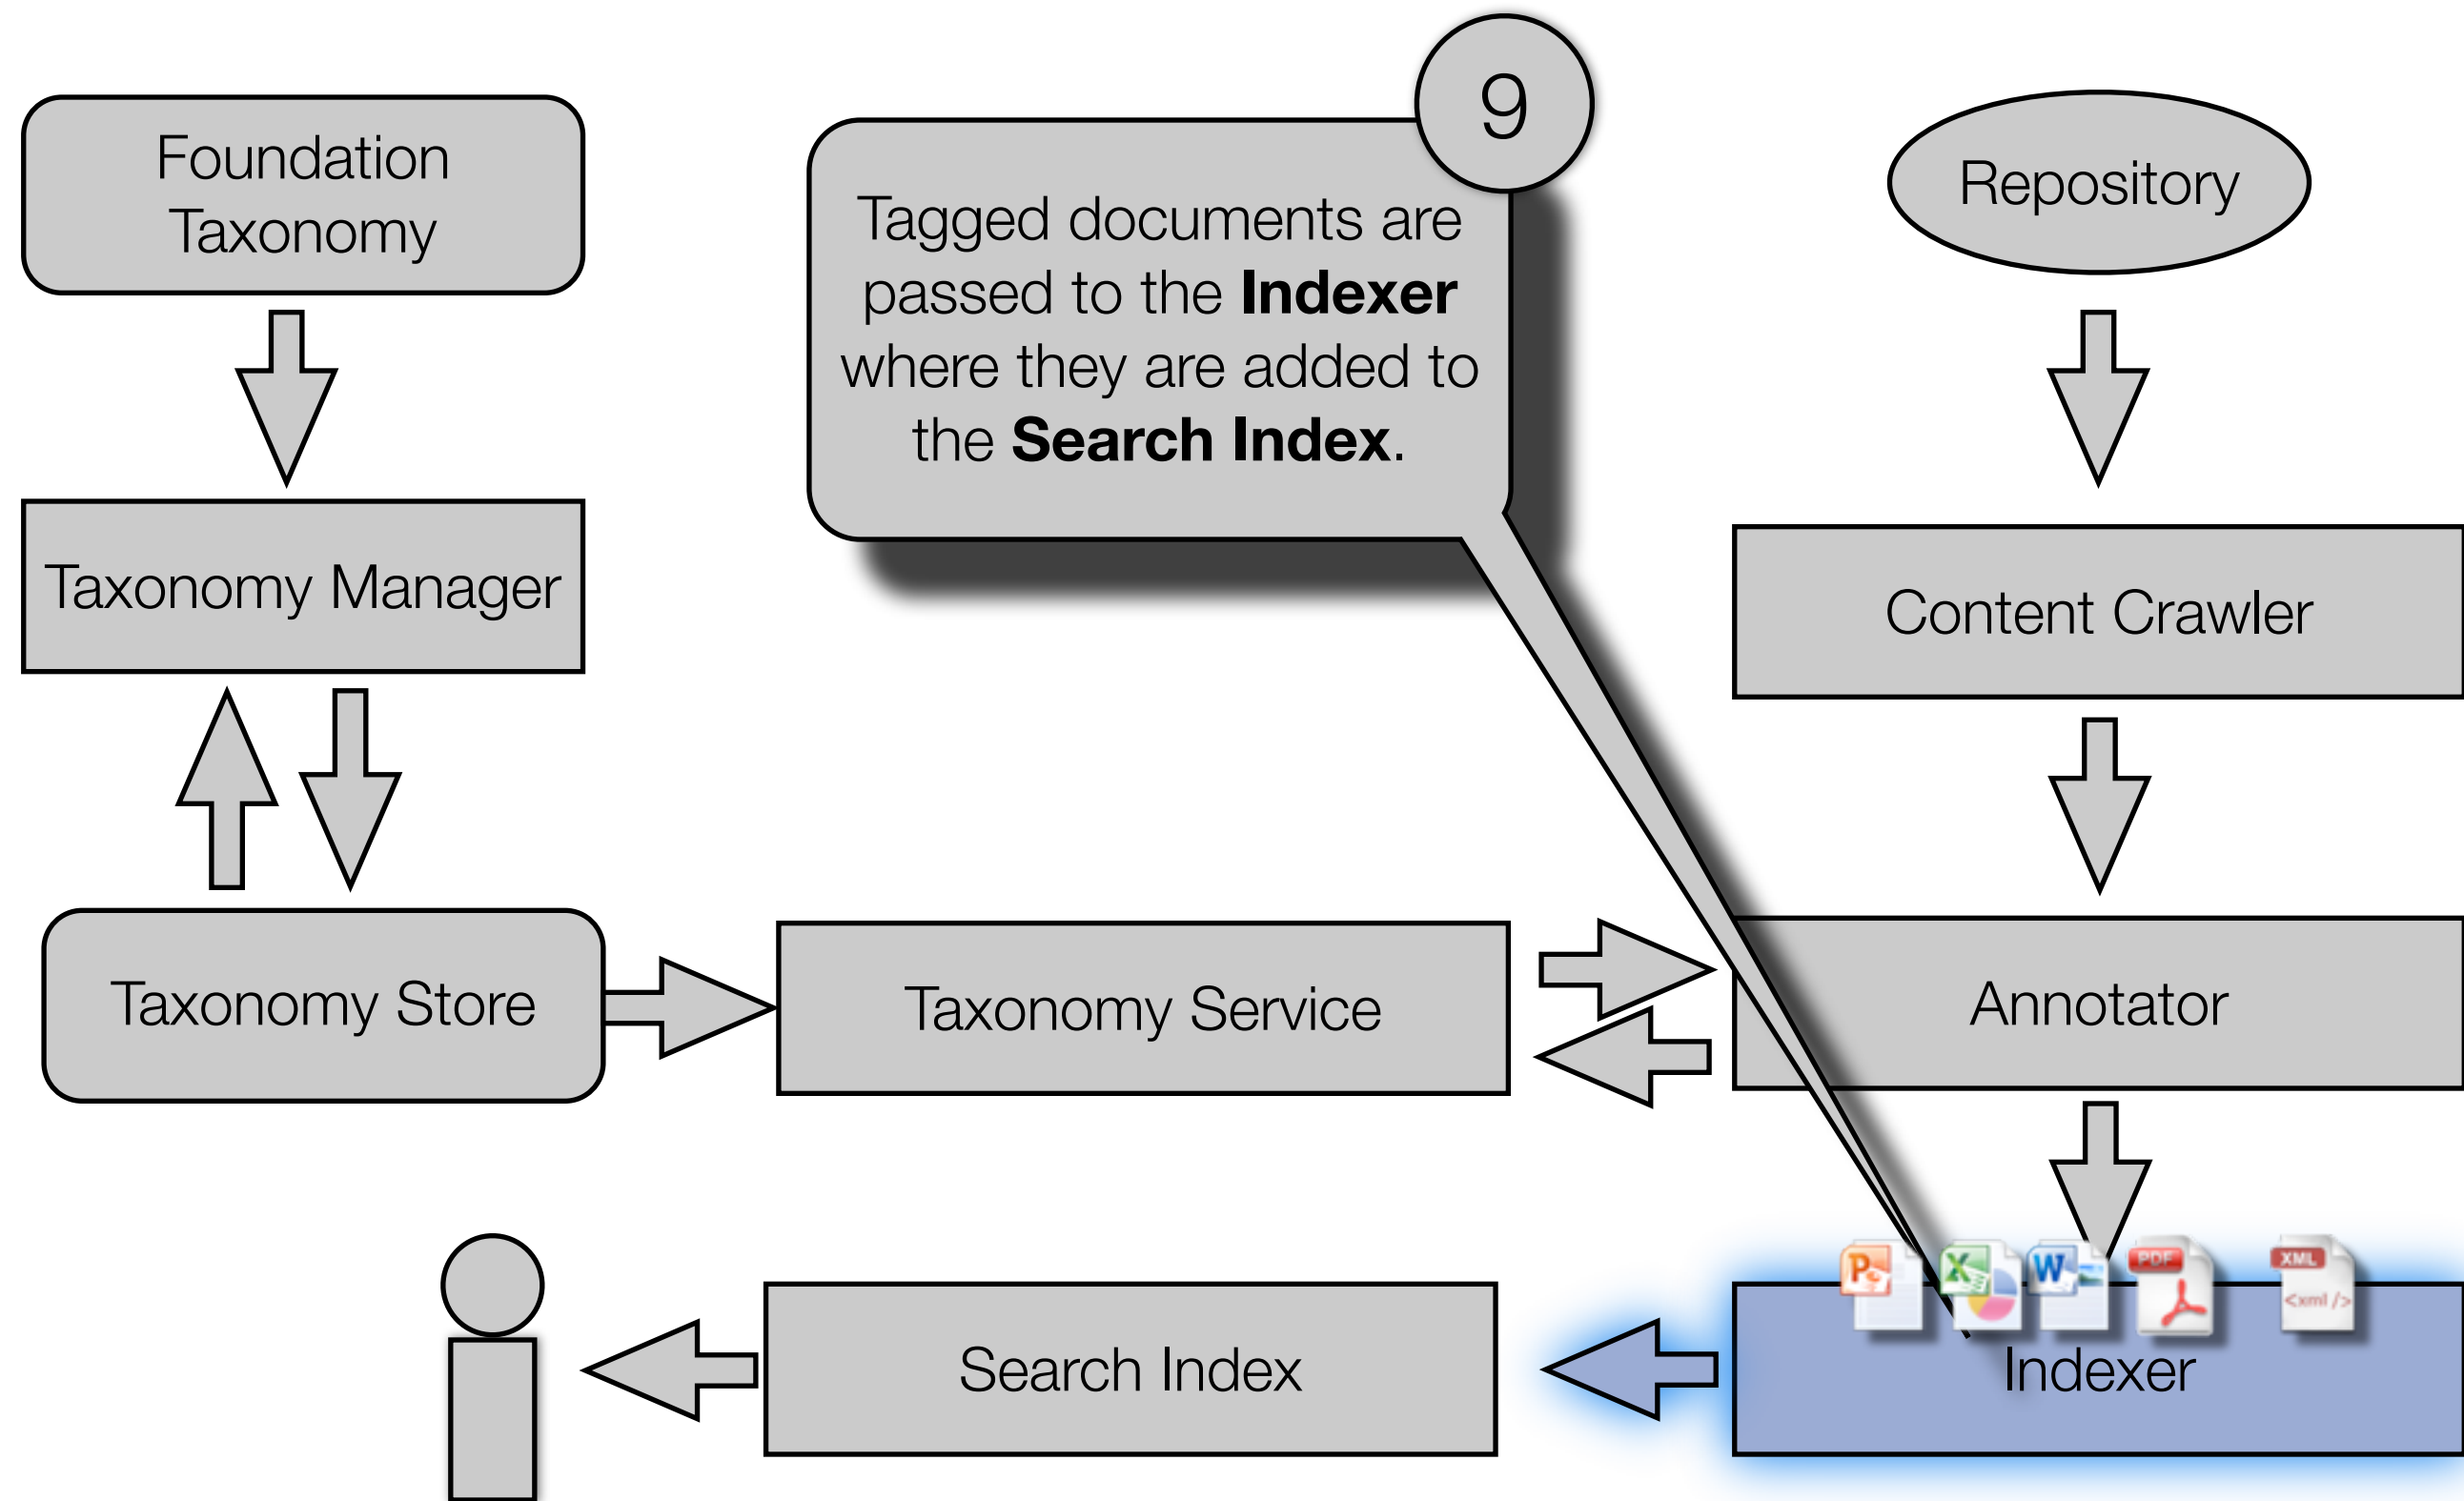 9
Foundation
Taxonomy
Tagged documents are
passed to the Indexer
where they are added to
the Search Index.
Repository
Taxonomy Manager
Content Crawler
Taxonomy Store
Taxonomy Service
Annotator
P
X
W
PDF
XML
<xml />
Search Index
Indexer